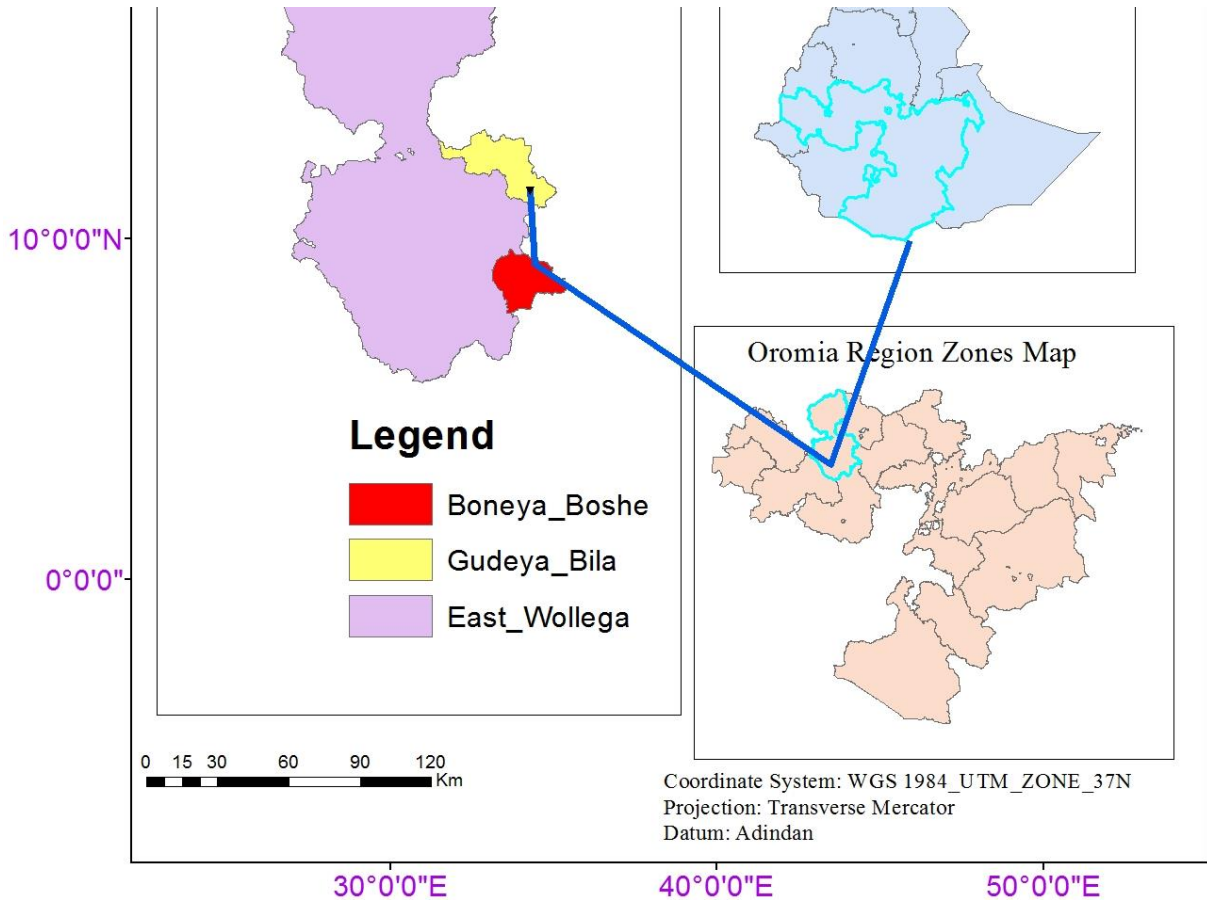 10°0'0"N
0°0'0"
Legend
Boneya_Boshe
Gudeya_Bila
East_Wollega
0 15 30 60 90 120
Km
Oromia Region Zones Map
Coordinate System: WGS 1984_UTM_ZONE_37N
Projection: Transverse Mercator
Datum: Adindan
30°0'0"E 40°0'0"E 50°0'0"E